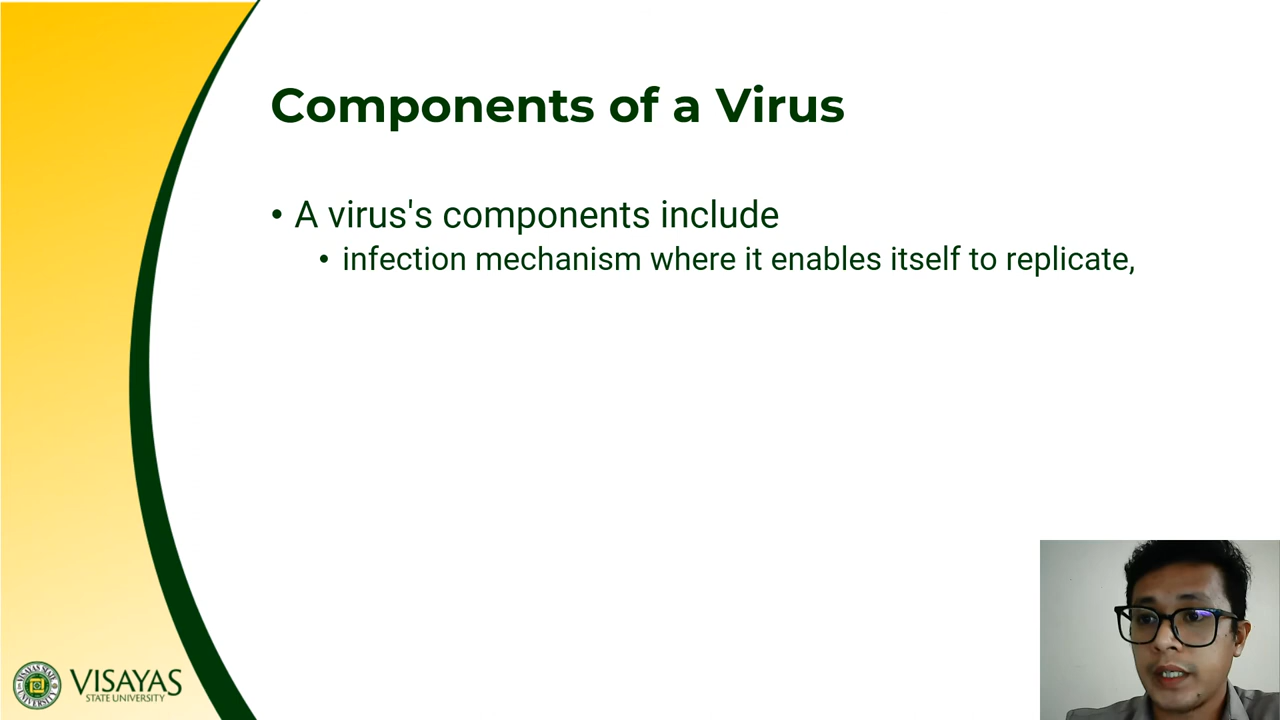 Components of a Virus
• A virus's components include
• infection mechanism where it enables itself to replicate,
VISAYAS
STATE UNIVERSITY